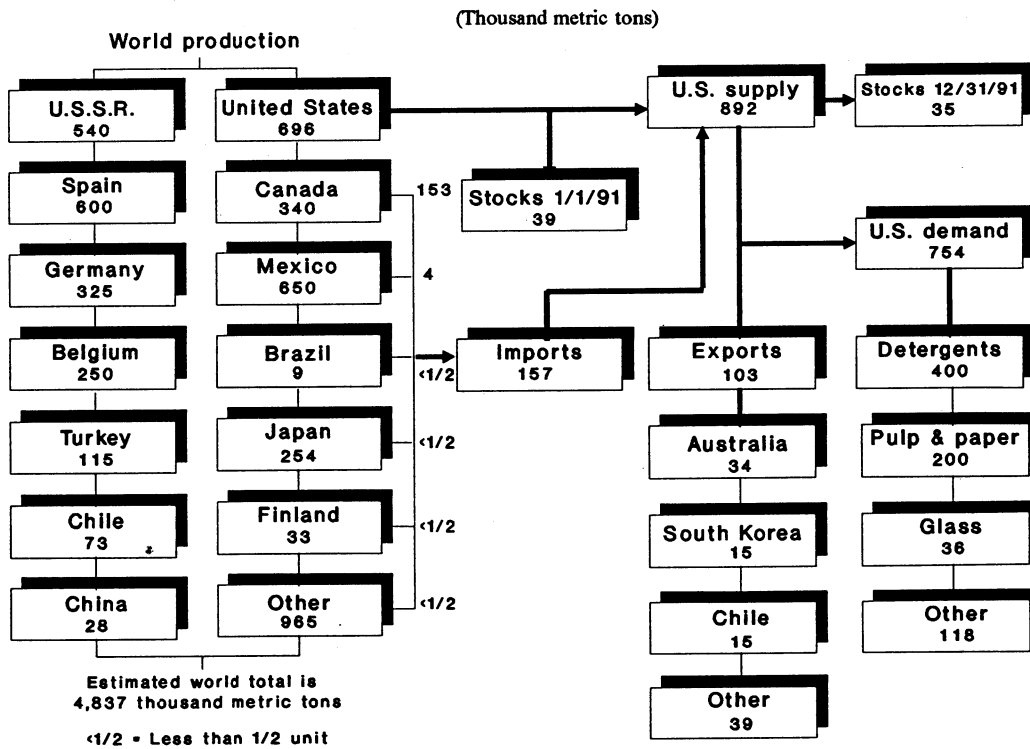 (Thousand metric tons)
World production
U.S.S.R.
540
Spain
600
Germany
325
Belgium
250
Turkey
115
Chile
73
China
28
United States
696
Canada
340
Mexico
650
Brazil
9
Japan
254
Finland
33
Other
965
153
4
<1/2
<1/2
<1/2
<1/2
Estimated world total is
4,837 thousand metric tons
<1/2 = Less than 1/2 unit
Stocks 1/1/91
39
Imports
157
U.S. supply
892
Stocks 12/31/91
35
Exports
103
Australia
34
South Korea
15
Chile
15
Other
39
U.S. demand
754
Detergents
400
Pulp & paper
200
Glass
36
Other
118